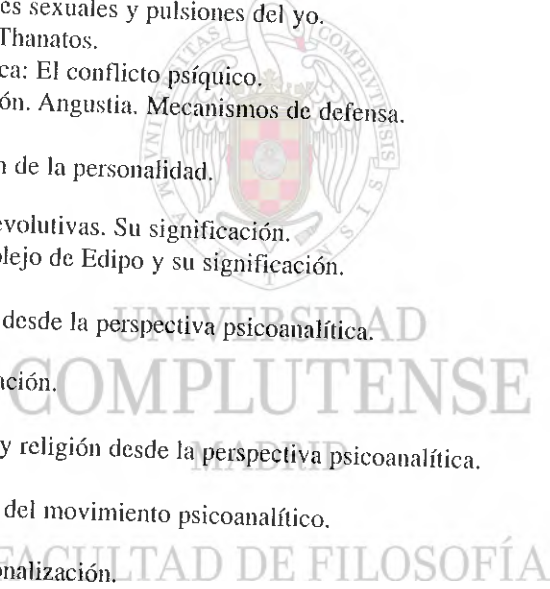 es sexuales y pulsiones del yo.
Thanatos.
ca: El conflicto psíquico.
ón. Angustia. Mecanismos de defensa.
n de la personalidad.
evolutivas. Su significación.
plejo de Edipo y su significación.
desde la perspectiva psicoanalítica.
UNIVERSIDAD
ación.
COMPLUTENSE
y religión desde la perspectiva psicoanalítica.
MADRID
del movimiento psicoanalítico.
FACULTAD DE FILOSOFÍA
onalización.